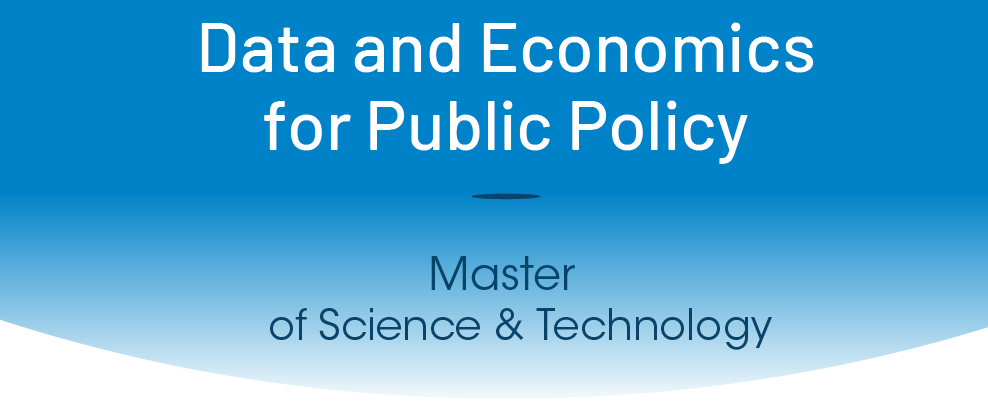 Data and Economics
for Public Policy
Master
of Science & Technology